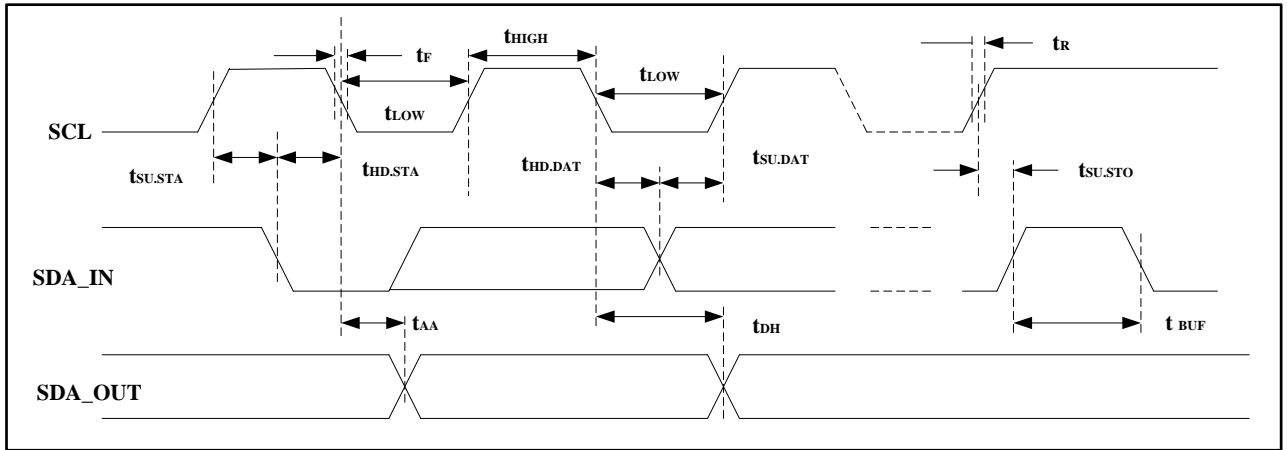 tHIGH
tF
tR
tLOW
tLOW
SCL
tSU.STA
tHD.STA
tHD.DAT
tSU.DAT
tSU.STO
SDA_IN
tAA
tDH
t BUF
SDA_OUT